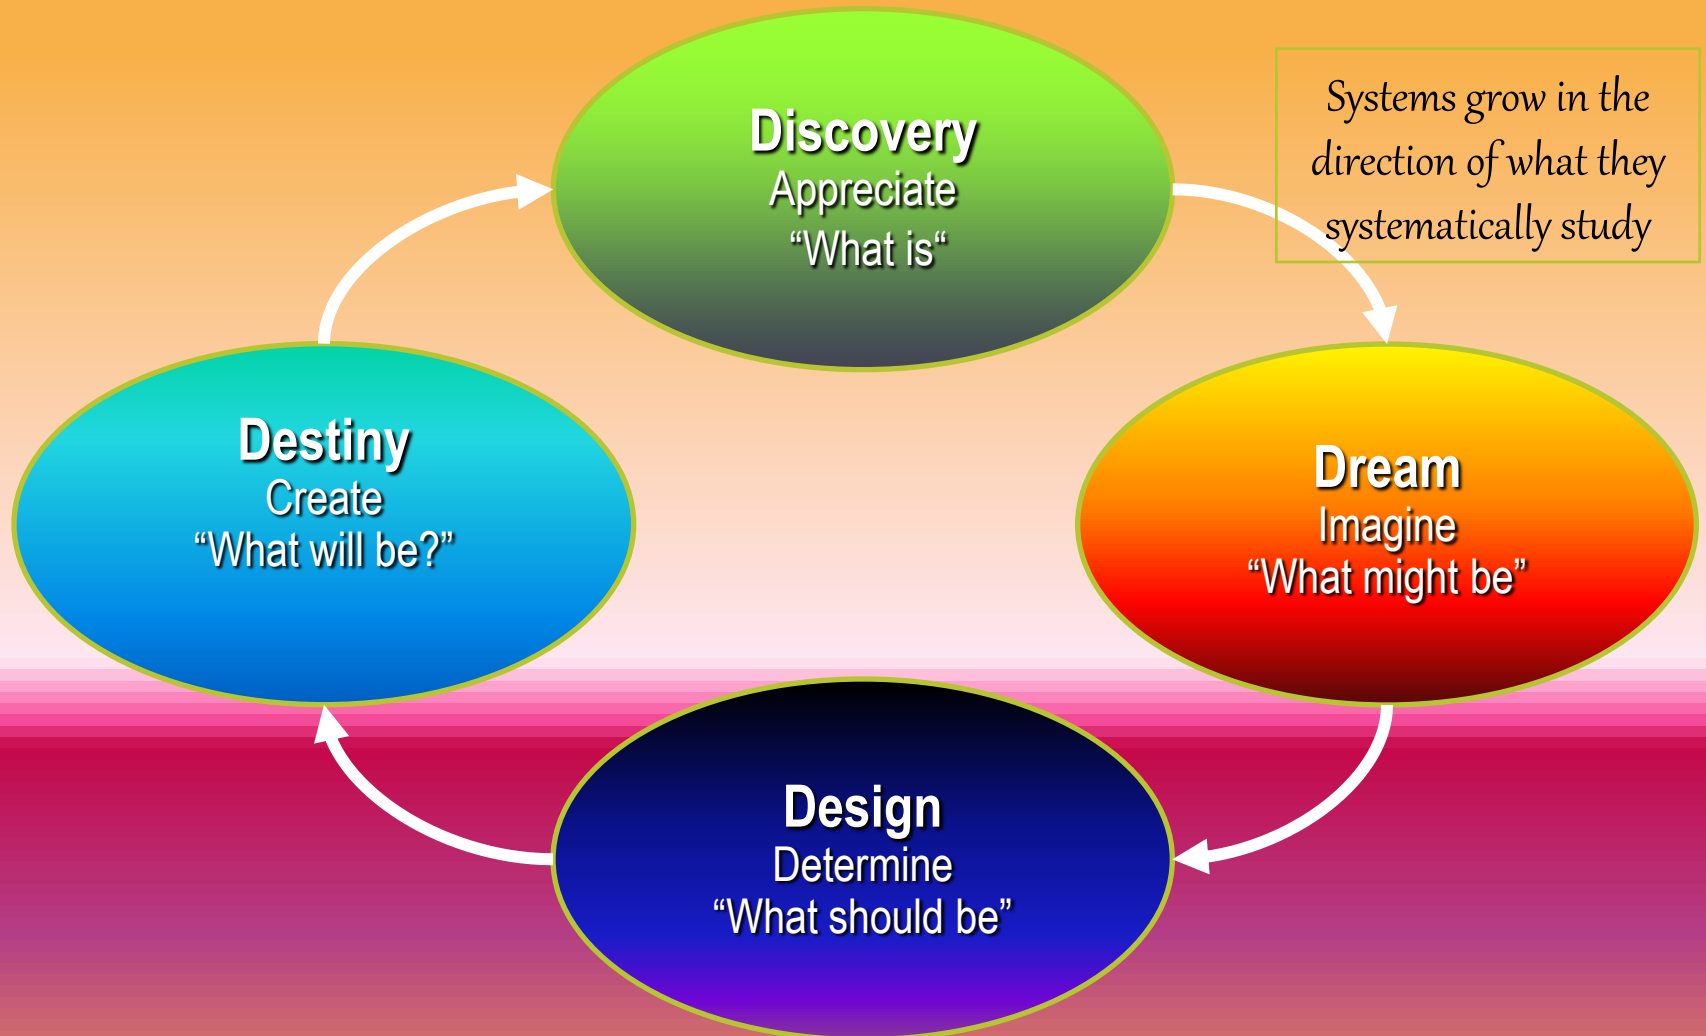 Discovery
Appreciate
“What is“
Systems grow in the
direction of what they
systematically study
Dream
Imagine
“What might be”
Design
Determine
“What should be”
Destiny
Create
“What will be?”